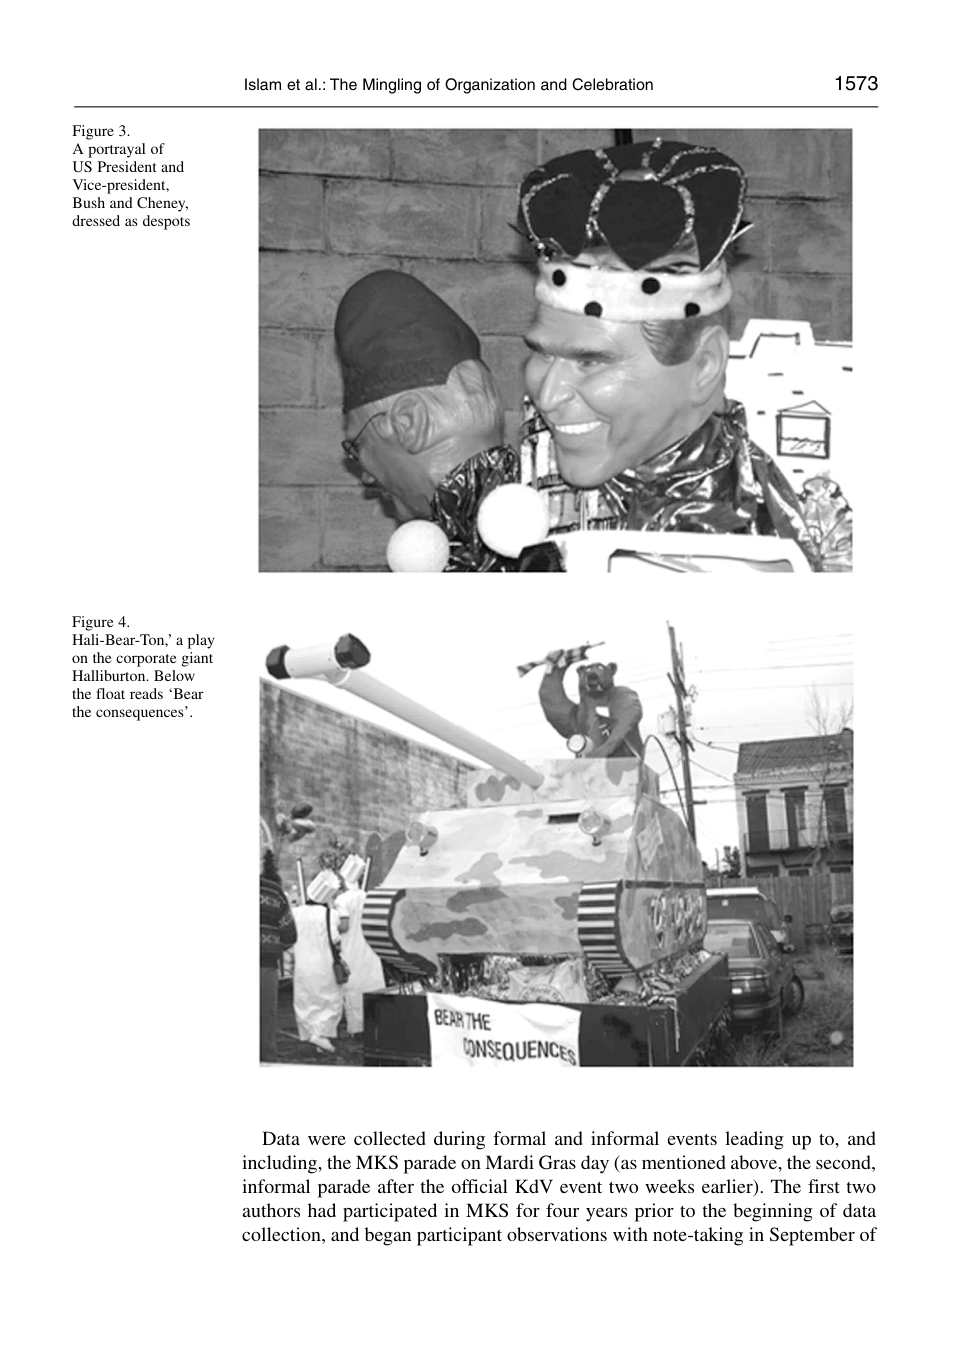 Islam et al.: The Mingling of Organization and Celebration 1573
Figure 3.
A portrayal of
US President and
Vice-president,
Bush and Cheney,
dressed as despots
Figure 4.
Hali-Bear-Ton,’ a play
on the corporate giant
Halliburton. Below
the float reads ‘Bear
the consequences’.
BEAR THE
CONSEQUENCES
Data were collected during formal and informal events leading up to, and
including, the MKS parade on Mardi Gras day (as mentioned above, the second,
informal parade after the official KdV event two weeks earlier). The first two
authors had participated in MKS for four years prior to the beginning of data
collection, and began participant observations with note-taking in September of